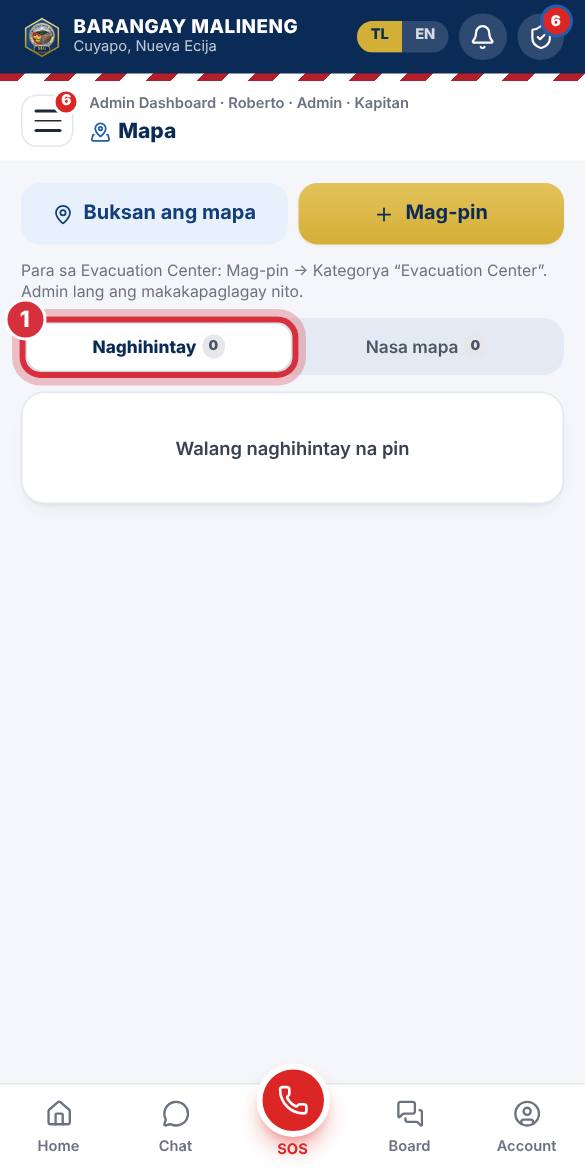 BARANGAY MALINENG
Cuyapo, Nueva Ecija
TL EN
6
6
Admin Dashboard · Roberto · Admin · Kapitan
Mapa
Buksan ang mapa
+ Mag-pin
Para sa Evacuation Center: Mag-pin → Kategorya “Evacuation Center”.
Admin lang ang makakapaglagay nito.
1
Naghihintay 0
Nasa mapa 0
Walang naghihintay na pin
Home
Chat
SOS
Board
Account